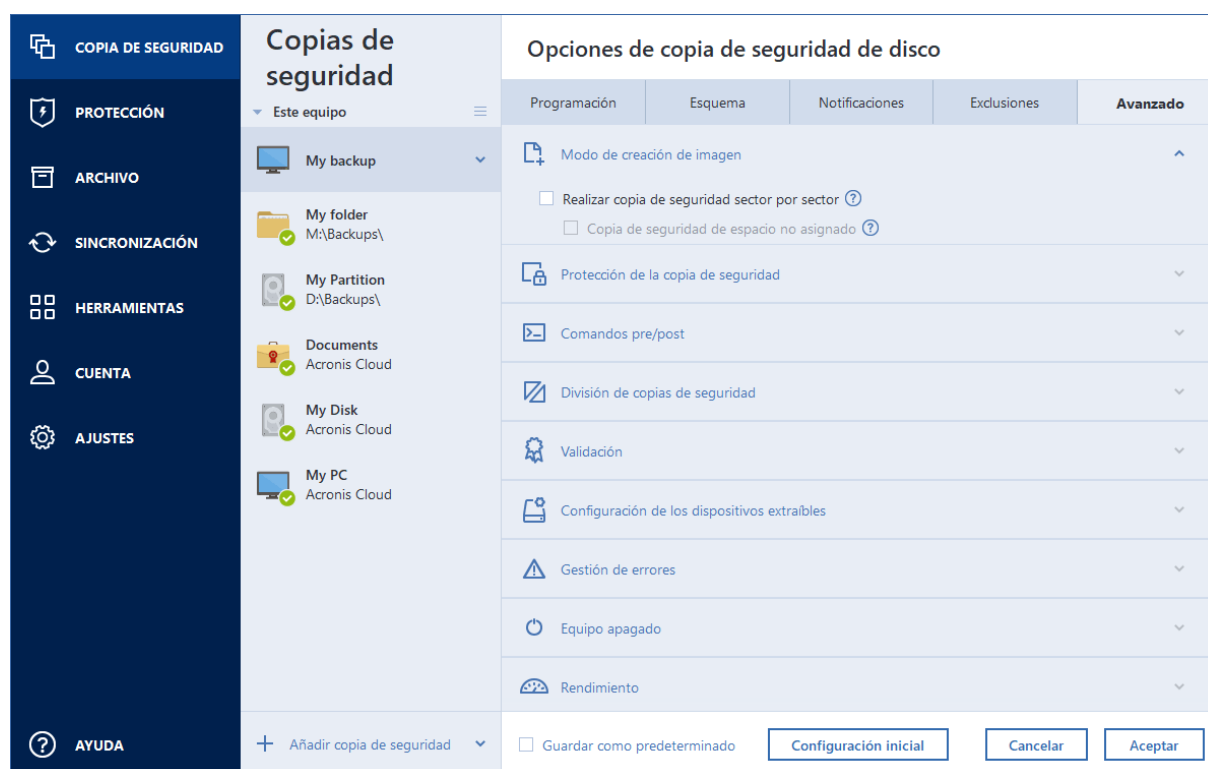 COPIA DE SEGURIDAD
PROTECCIÓN
ARCHIVO
SINCRONIZACIÓN
HERRAMIENTAS
CUENTA
AJUSTES
AYUDA
Copias de
seguridad
Este equipo
My backup
My folder
M:\Backups\
My Partition
D:\Backups\
Documents
Acronis Cloud
My Disk
Acronis Cloud
My PC
Acronis Cloud
Añadir copia de seguridad
Opciones de copia de seguridad de disco
Programación Esquema Notificaciones Exclusiones Avanzado
Modo de creación de imagen
Realizar copia de seguridad sector por sector ?
Copia de seguridad de espacio no asignado ?
Protección de la copia de seguridad
Comandos pre/post
División de copias de seguridad
Validación
Configuración de los dispositivos extraíbles
Gestión de errores
Equipo apagado
Rendimiento
Guardar como predeterminado Configuración inicial Cancelar Aceptar